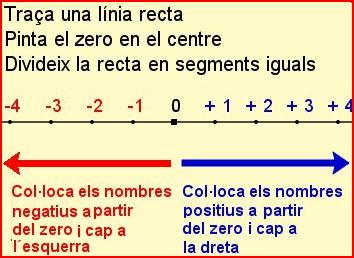 Traça una línia recta
Pinta el zero en el centre
Divideix la recta en segments iguals
-4 -3 -2 -1 0 + 1 + 2 + 3 + 4
Col·loca els nombres
negatius a partir
del zero i cap a
l´esquerra
Col·loca els nombres
positius a partir
del zero i cap a
la dreta